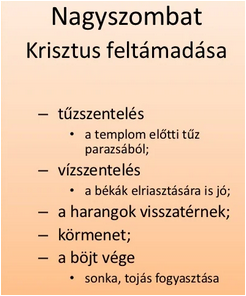 Nagyszombat
Krisztus feltámadása
– tűzszentelés
• a templom előtti tűz
parazsából;
– vízszentelés
• a békák elriasztására is jó;
– a harangok visszatérnek;
– körmenet;
– a böjt vége
• sonka, tojás fogyasztása